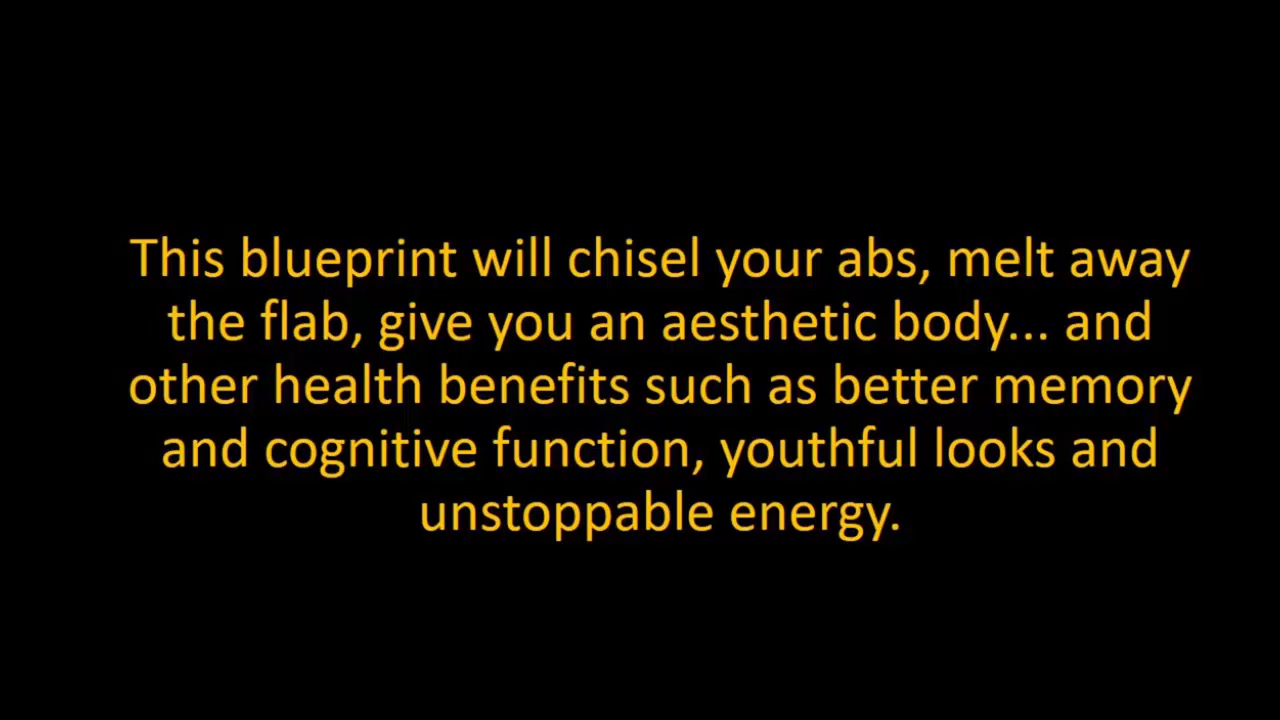 This blueprint will chisel your abs, melt away
the flab, give you an aesthetic body... and
other health benefits such as better memory
and cognitive function, youthful looks and
unstoppable energy.